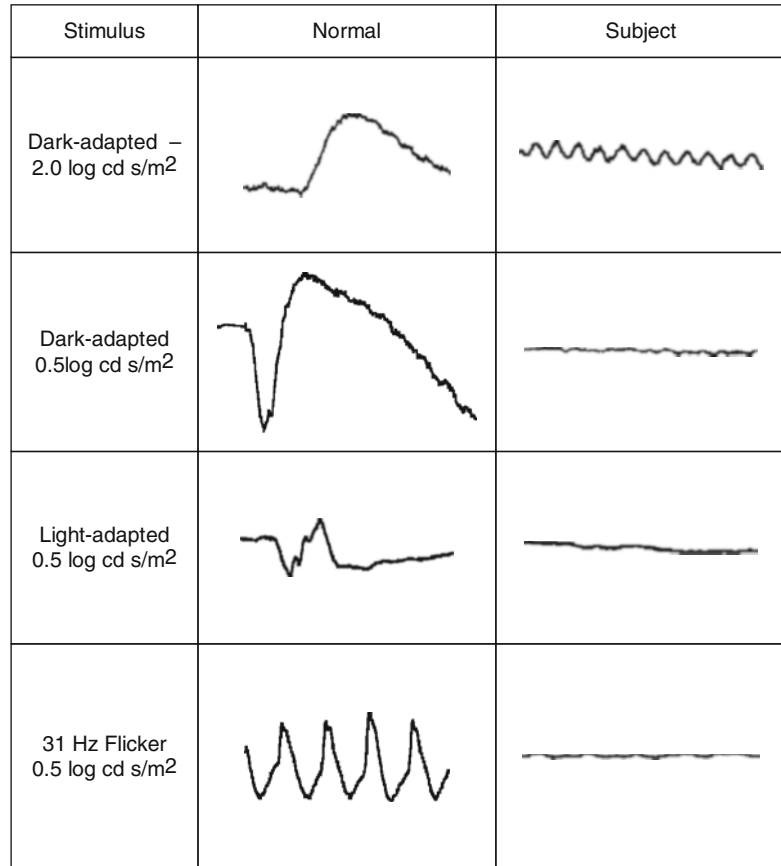 Stimulus
Normal
Subject
Dark-adapted –
2.0 log cd s/m2
Dark-adapted
0.5log cd s/m2
Light-adapted
0.5 log cd s/m2
31 Hz Flicker
0.5 log cd s/m2